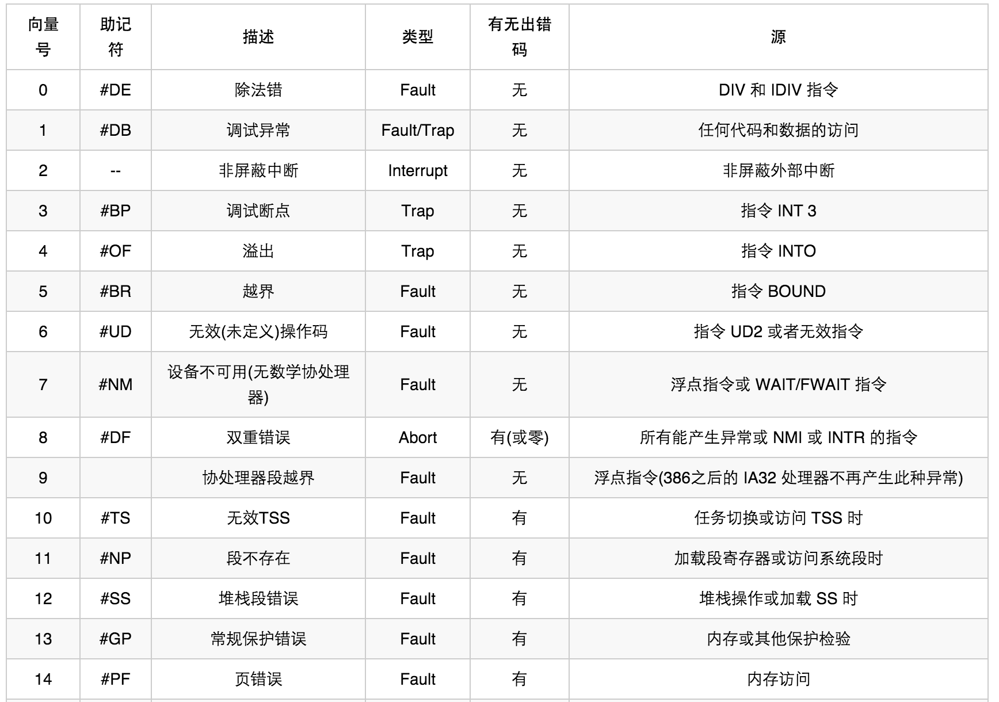 向量号 助记符 描述 类型 有无出错码 源
0 #DE 除法错 Fault 无 DIV 和 IDIV 指令
1 #DB 调试异常 Fault/Trap 无 任何代码和数据的访问
2 -- 非屏蔽中断 Interrupt 无 非屏蔽外部中断
3 #BP 调试断点 Trap 无 指令 INT 3
4 #OF 溢出 Trap 无 指令 INTO
5 #BR 越界 Fault 无 指令 BOUND
6 #UD 无效(未定义)操作码 Fault 无 指令 UD2 或者无效指令
7 #NM 设备不可用(无数学协处理器) Fault 无 浮点指令或 WAIT/FWAIT 指令
8 #DF 双重错误 Abort 有(或零) 所有能产生异常或 NMI 或 INTR 的指令
9 协处理器段越界 Fault 无 浮点指令(386之后的 IA32 处理器不再产生此种异常)
10 #TS 无效TSS Fault 有 任务切换或访问 TSS 时
11 #NP 段不存在 Fault 有 加载段寄存器或访问系统段时
12 #SS 堆栈段错误 Fault 有 堆栈操作或加载 SS 时
13 #GP 常规保护错误 Fault 有 内存或其他保护检验
14 #PF 页错误 Fault 有 内存访问